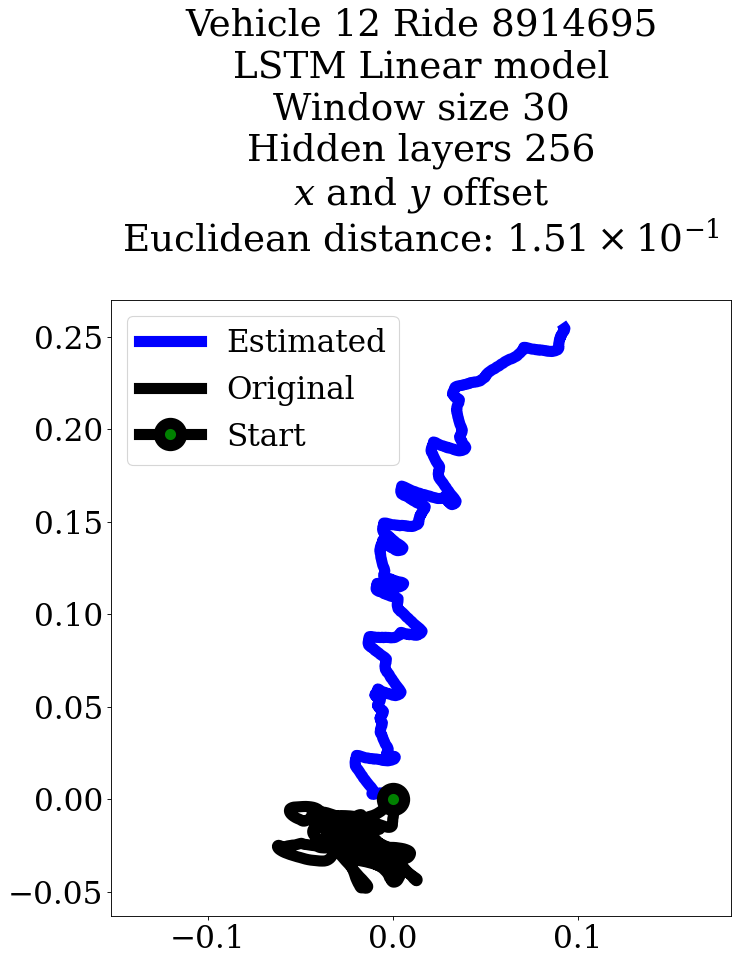 Vehicle 12 Ride 8914695
LSTM Linear model
Window size 30
Hidden layers 256
x and y offset
Euclidean distance: 1.51 × 10⁻¹
Estimated
Original
Start
0.25
0.20
0.15
0.10
0.05
0.00
−0.05
−0.1 0.0 0.1